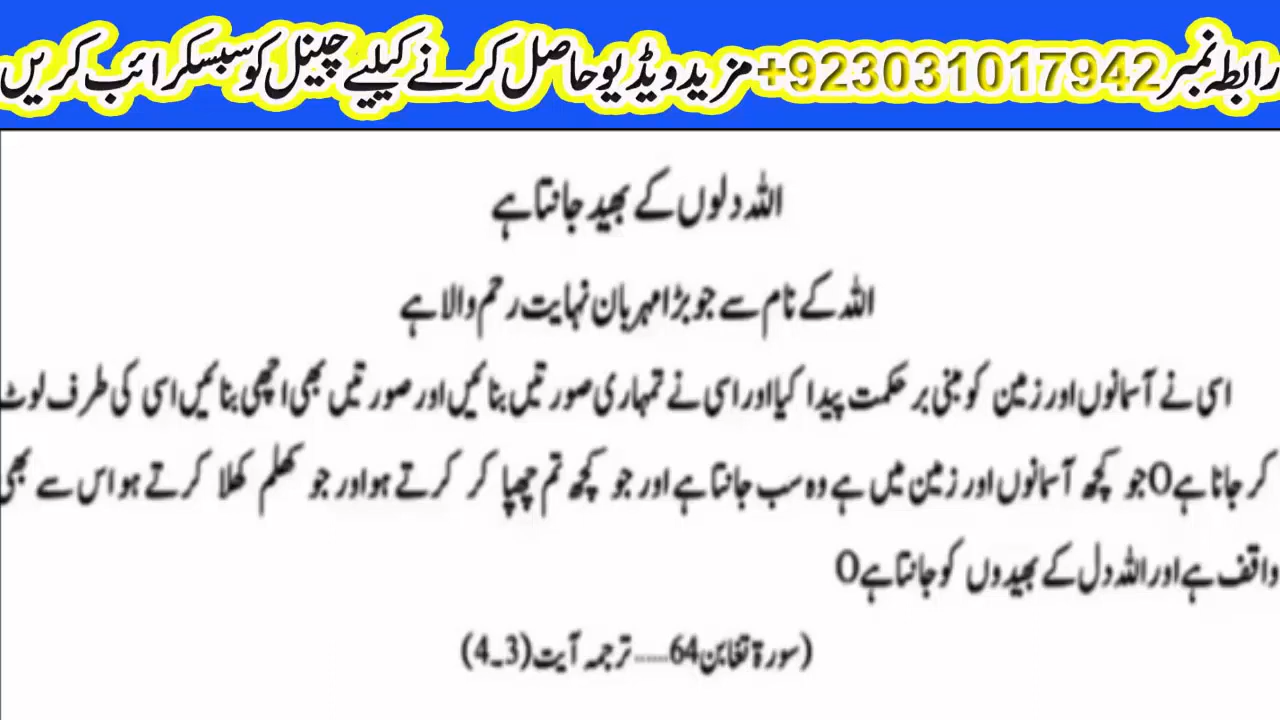 رابطہ نمبر +923031017942 مزید ویڈیو حاصل کرنے کیلیے چینل کو سبسکرائب کریں
اللہ دلوں کے بھید جانتا ہے
اللہ کے نام سے جو بڑا مہربان نہایت رحم والا ہے
اسی نے آسمانوں اور زمین کو مبنی بر حکمت پیدا کیا اور اسی نے تمہاری صورتیں بنائیں اور صورتیں بھی اچھی بنائیں اسی کی طرف لوٹ
کر جانا ہے O جو کچھ آسمانوں اور زمین میں ہے وہ سب جانتا ہے اور جو کچھ تم چھپا کر کرتے ہو اور جو کھلم کھلا کرتے ہو اس سے بھی
واقف ہے اور اللہ دل کے بھیدوں کو جانتا ہے O
(سورۃ تغابن 64 ..... ترجمہ آیت (3۔4)